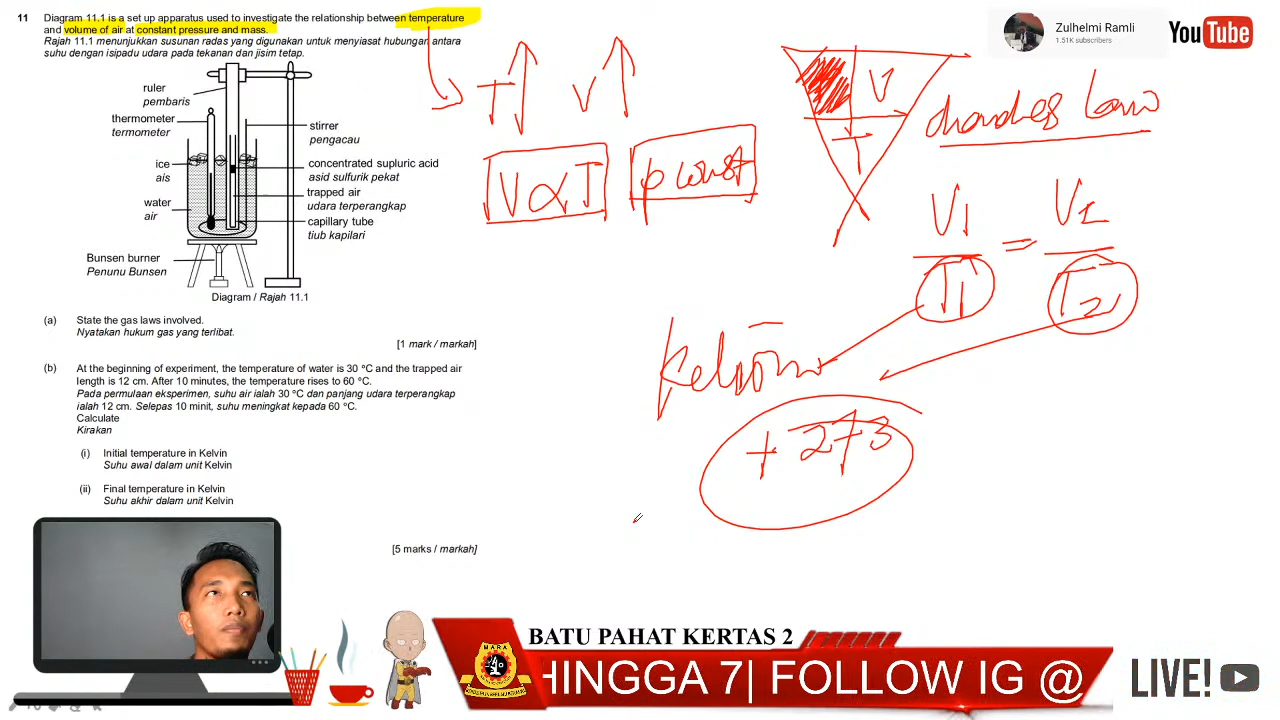 11 Diagram 11.1 is a set up apparatus used to investigate the relationship between temperature
and volume of air at constant pressure and mass.
Rajah 11.1 menunjukkan susunan radas yang digunakan untuk menyiasat hubungan antara
suhu dengan isipadu udara pada tekanan dan jisim tetap.
ruler
pembaris
thermometer
termometer
ice
ais
water
air
Bunsen burner
Penunu Bunsen
stirrer
pengacau
concentrated supluric acid
asid sulfurik pekat
trapped air
udara terperangkap
capillary tube
tiub kapilari
Diagram / Rajah 11.1
(a) State the gas laws involved.
Nyatakan hukum gas yang terlibat.
[1 mark / markah]
(b) At the beginning of experiment, the temperature of water is 30 °C and the trapped air
length is 12 cm. After 10 minutes, the temperature rises to 60 °C.
Pada permulaan eksperimen, suhu air ialah 30 °C dan panjang udara terperangkap
ialah 12 cm. Selepas 10 minit, suhu meningkat kepada 60 °C.
Calculate
Kirakan
(i) Initial temperature in Kelvin
Suhu awal dalam unit Kelvin
(ii) Final temperature in Kelvin
Suhu akhir dalam unit Kelvin
[5 marks / markah]
T↑ V↑
V∝T p const
V
T
charles law
V1/T1 = V2/T2
Kelvin
+ 273
Zulhelmi Ramli
1.51K subscribers
YouTube
BATU PAHAT KERTAS 2
MARA
HINGGA 7| FOLLOW IG @
LIVE!